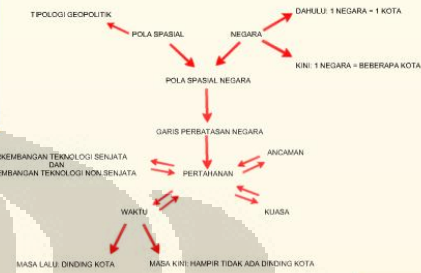 TIPOLOGI GEOPOLITIK
DAHULU: 1 NEGARA = 1 KOTA
POLA SPASIAL
NEGARA
KINI: 1 NEGARA = BEBERAPA KOTA
POLA SPASIAL NEGARA
GARIS PERBATASAN NEGARA
ANCAMAN
RKEMBANGAN TEKNOLOGI SENJATA
DAN
EMBANGAN TEKNOLOGI NON SENJATA
PERTAHANAN
WAKTU
KUASA
MASA LALU: DINDING KOTA
MASA KINI: HAMPIR TIDAK ADA DINDING KOTA